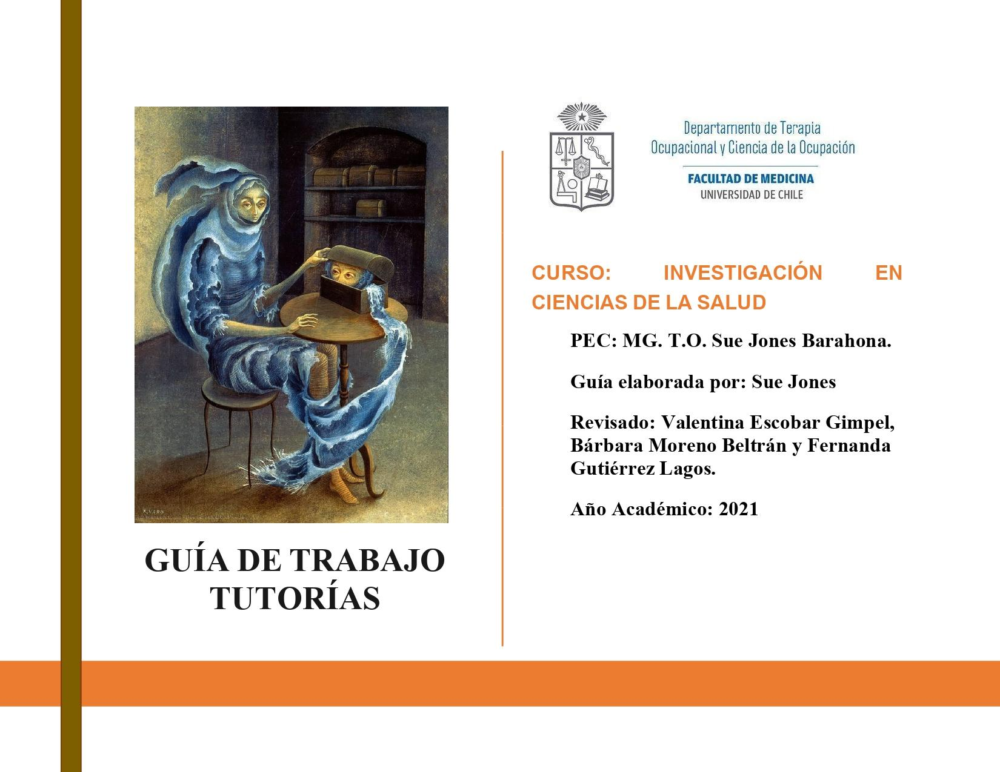 Departamento de Terapia
Ocupacional y Ciencia de la Ocupación
FACULTAD DE MEDICINA
UNIVERSIDAD DE CHILE
CURSO: INVESTIGACIÓN EN
CIENCIAS DE LA SALUD
PEC: MG. T.O. Sue Jones Barahona.
Guía elaborada por: Sue Jones
Revisado: Valentina Escobar Gimpel,
Bárbara Moreno Beltrán y Fernanda
Gutiérrez Lagos.
Año Académico: 2021
R.VARO
GUÍA DE TRABAJO
TUTORÍAS